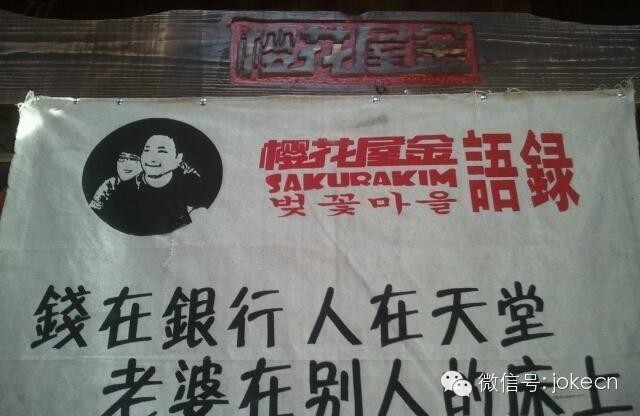 樱花屋金
樱花屋金 語録
SAKURAKIM
벚꽃마을
錢在銀行 人在天堂
老婆在别人的床上
微信号: jokecn